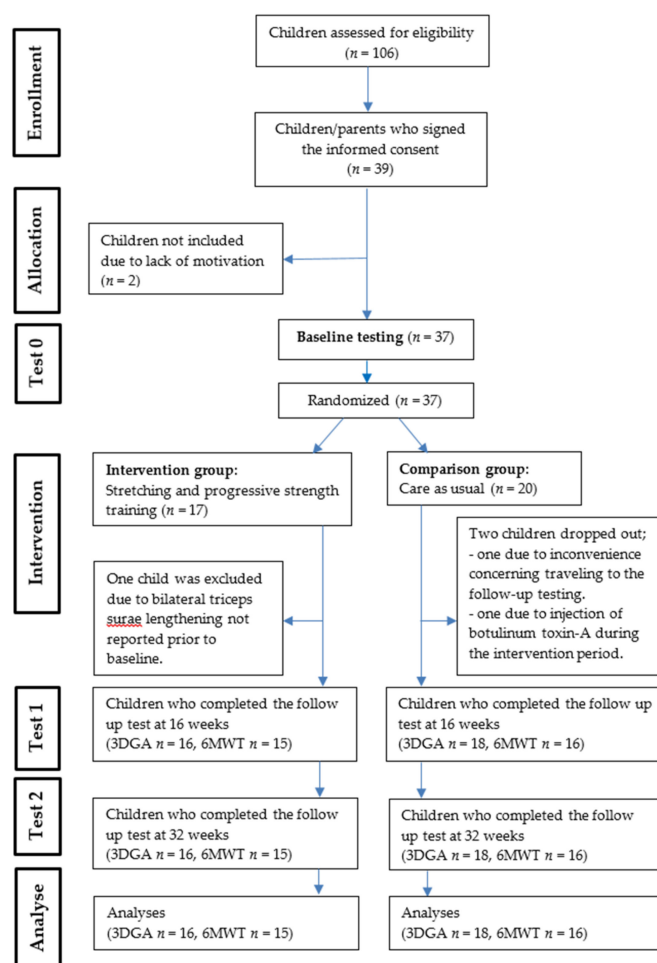 Enrollment
Children assessed for eligibility
(n = 106)
Children/parents who signed
the informed consent
(n = 39)
Allocation
Children not included
due to lack of motivation
(n = 2)
Test 0
Baseline testing (n = 37)
Randomized (n = 37)
Intervention
Intervention group:
Stretching and progressive strength
training (n = 17)
Comparison group:
Care as usual (n = 20)
One child was excluded
due to bilateral triceps
surae lengthening not
reported prior to
baseline.
Two children dropped out;
- one due to inconvenience
concerning traveling to the
follow-up testing.
- one due to injection of
botulinum toxin-A during
the intervention period.
Test 1
Children who completed the follow
up test at 16 weeks
(3DGA n = 16, 6MWT n = 15)
Children who completed the follow up
test at 16 weeks
(3DGA n = 18, 6MWT n = 16)
Test 2
Children who completed the follow
up test at 32 weeks
(3DGA n = 16, 6MWT n = 15)
Children who completed the follow
up test at 32 weeks
(3DGA n = 18, 6MWT n = 16)
Analyse
Analyses
(3DGA n = 16, 6MWT n = 15)
Analyses
(3DGA n = 18, 6MWT n = 16)